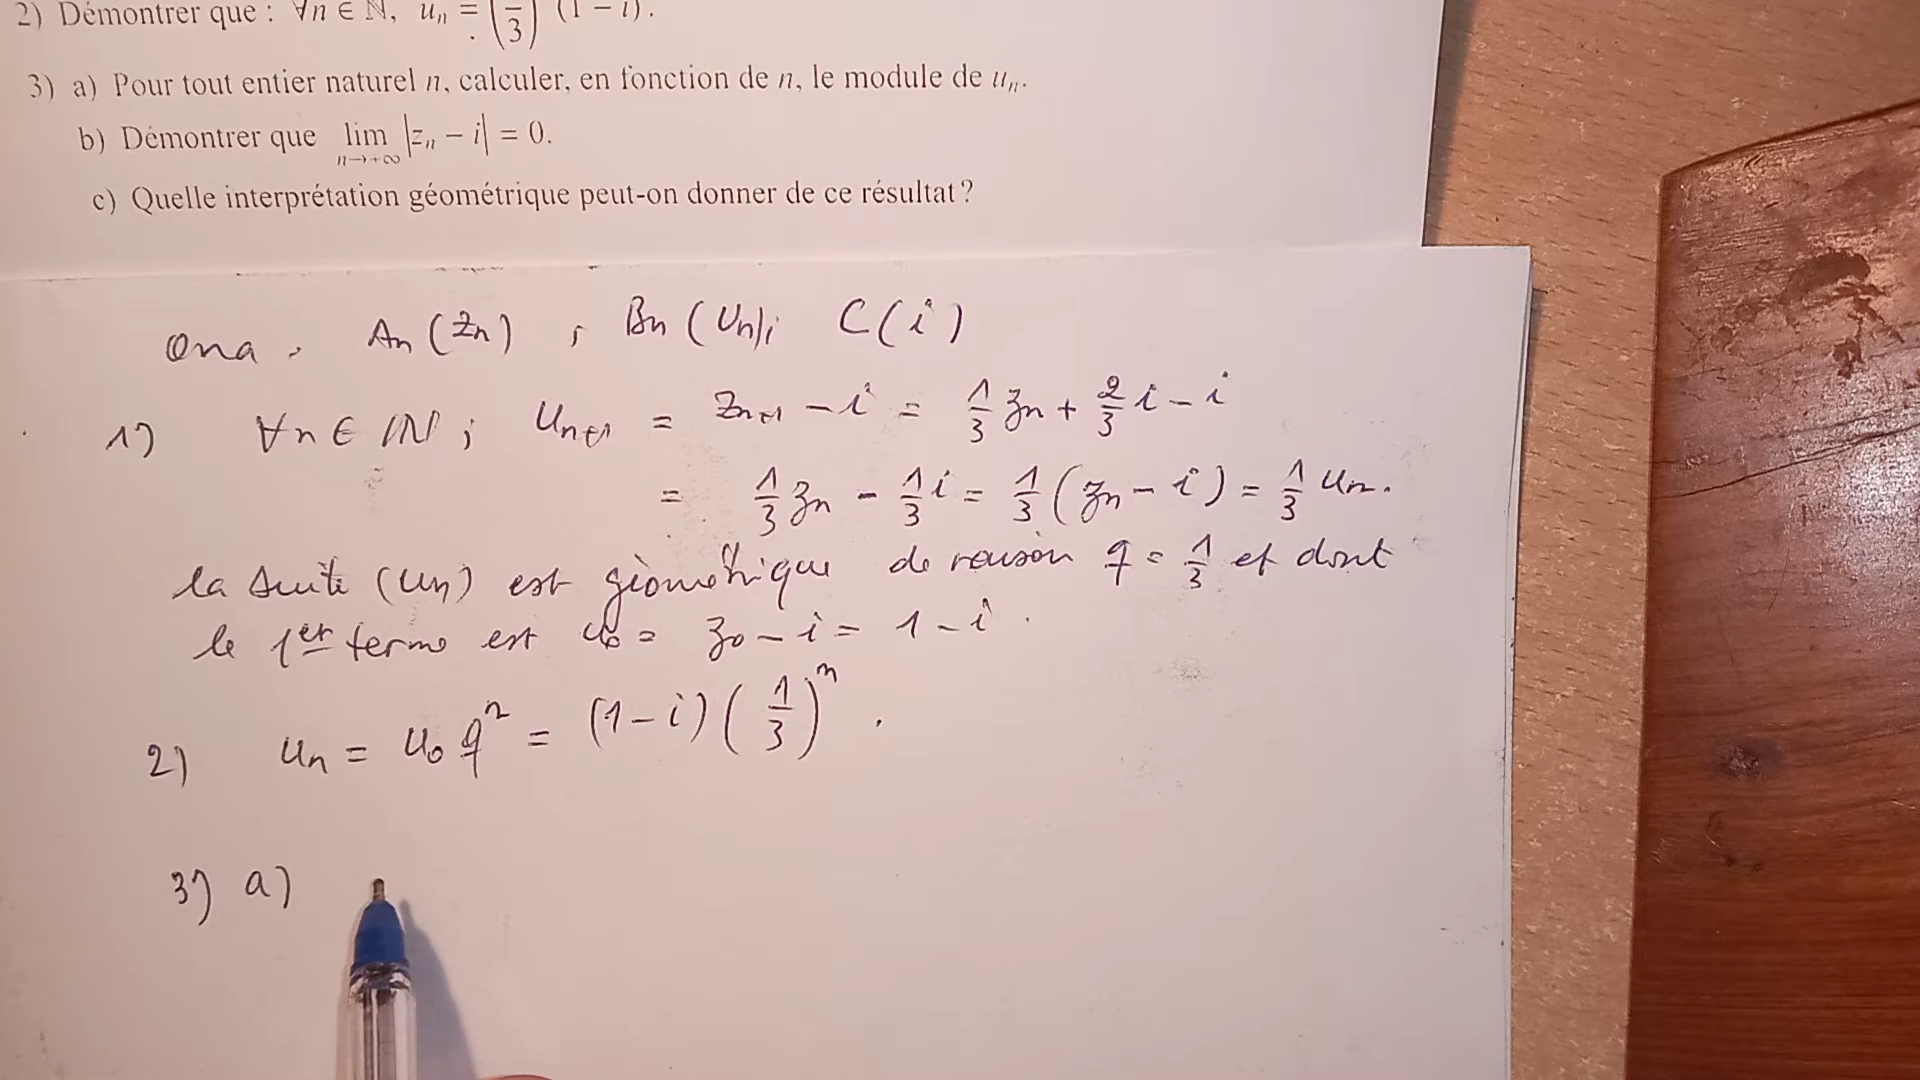 2) Démontrer que : ∀n ∈ ℕ, uₙ = (‾/3) (1 − i).
3) a) Pour tout entier naturel n, calculer, en fonction de n, le module de uₙ.
b) Démontrer que lim n→+∞ |zₙ − i| = 0.
c) Quelle interprétation géométrique peut-on donner de ce résultat ?
Ona, Aₙ(zₙ) , Bₙ(Uₙ); C(i)
1) ∀n ∈ ℕ ; Uₙ₊₁ = zₙ₊₁ − i = 1/3 zₙ + 2/3 i − i
= 1/3 zₙ − 1/3 i = 1/3 (zₙ − i) = 1/3 uₙ.
la suite (uₙ) est géométrique de raison q = 1/3 et dont
le 1er terme est u₀ = z₀ − i = 1 − i.
2) uₙ = u₀ qⁿ = (1 − i)(1/3)ⁿ.
3) a)